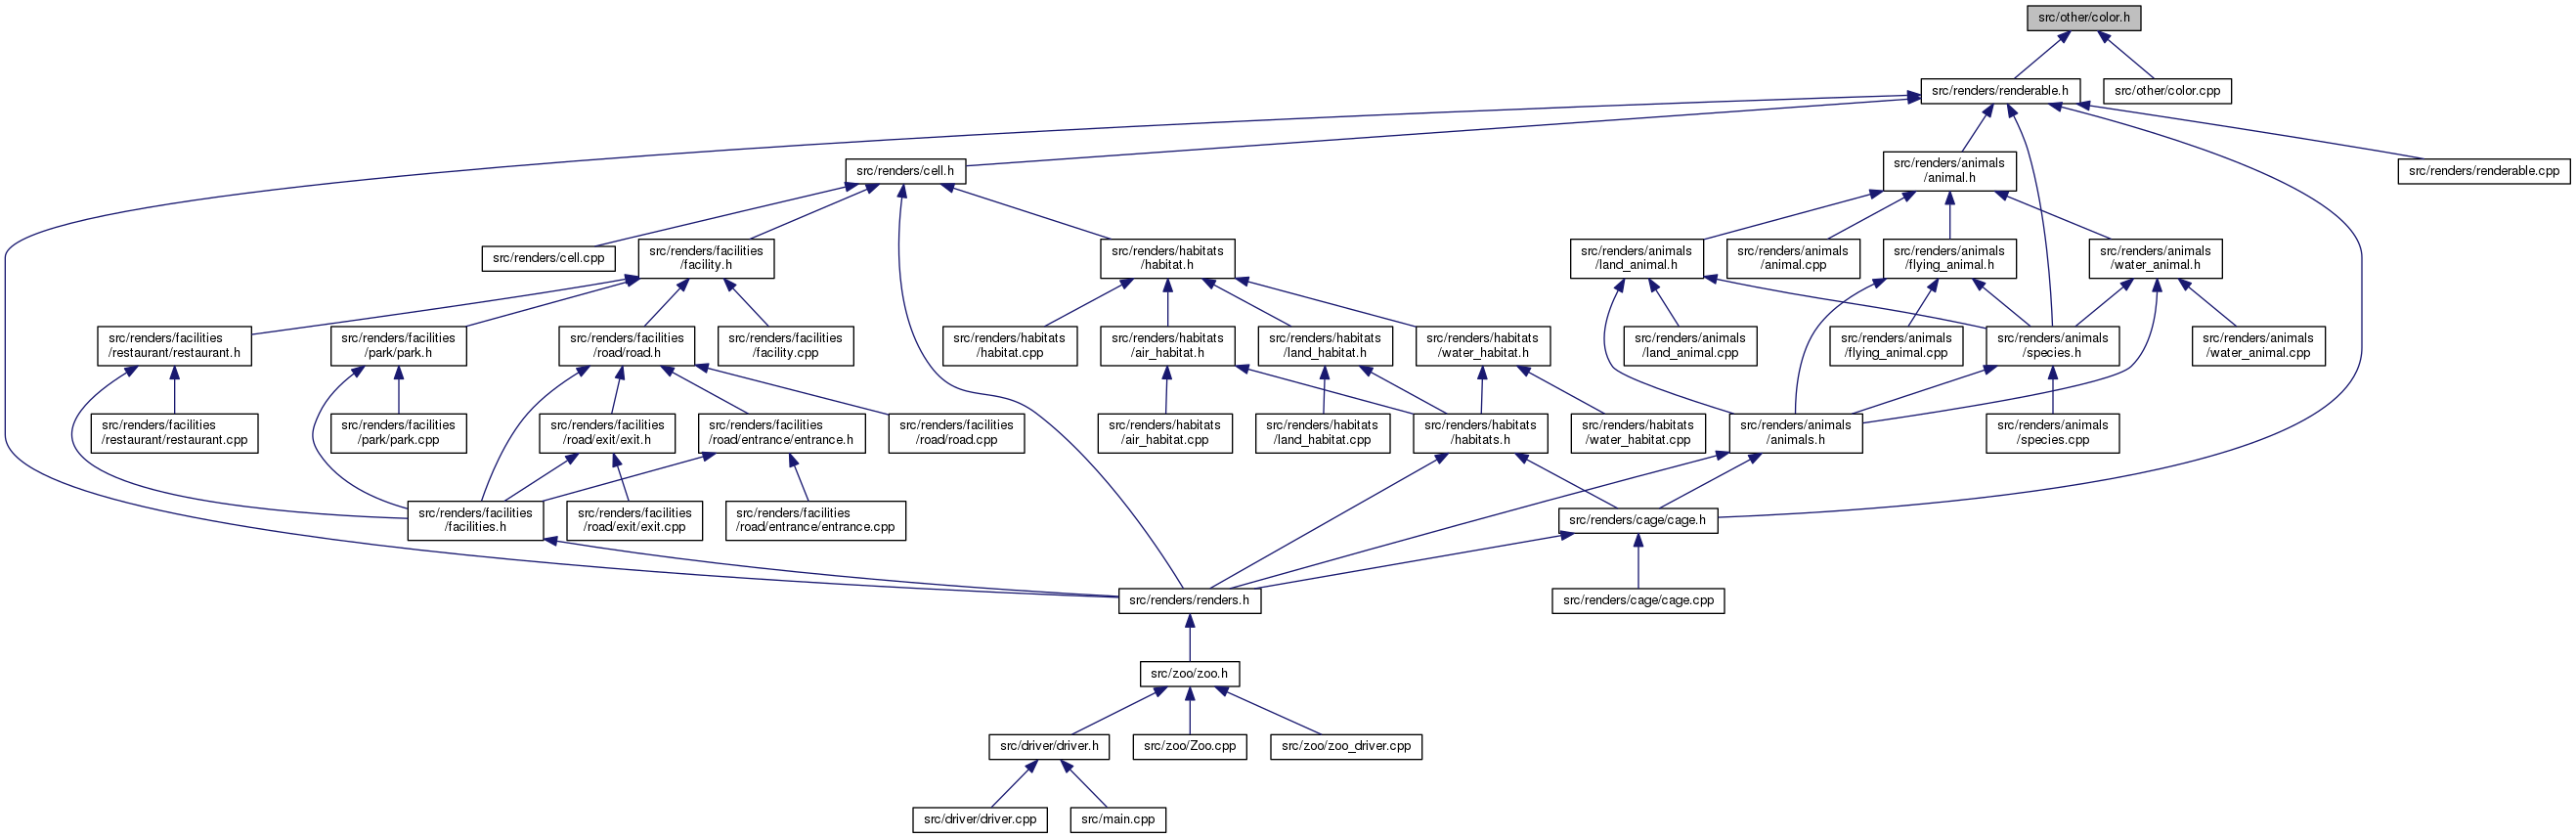 src/other/color.h
src/renders/renderable.h
src/other/color.cpp
src/renders/cell.h
src/renders/animals
/animal.h
src/renders/renderable.cpp
src/renders/cell.cpp
src/renders/facilities
/facility.h
src/renders/habitats
/habitat.h
src/renders/animals
/land_animal.h
src/renders/animals
/animal.cpp
src/renders/animals
/flying_animal.h
src/renders/animals
/water_animal.h
src/renders/facilities
/restaurant/restaurant.h
src/renders/facilities
/park/park.h
src/renders/facilities
/road/road.h
src/renders/facilities
/facility.cpp
src/renders/habitats
/habitat.cpp
src/renders/habitats
/air_habitat.h
src/renders/habitats
/land_habitat.h
src/renders/habitats
/water_habitat.h
src/renders/animals
/land_animal.cpp
src/renders/animals
/flying_animal.cpp
src/renders/animals
/species.h
src/renders/animals
/water_animal.cpp
src/renders/facilities
/restaurant/restaurant.cpp
src/renders/facilities
/park/park.cpp
src/renders/facilities
/road/exit/exit.h
src/renders/facilities
/road/entrance/entrance.h
src/renders/facilities
/road/road.cpp
src/renders/habitats
/air_habitat.cpp
src/renders/habitats
/land_habitat.cpp
src/renders/habitats
/habitats.h
src/renders/habitats
/water_habitat.cpp
src/renders/animals
/animals.h
src/renders/animals
/species.cpp
src/renders/facilities
/facilities.h
src/renders/facilities
/road/exit/exit.cpp
src/renders/facilities
/road/entrance/entrance.cpp
src/renders/cage/cage.h
src/renders/renders.h
src/renders/cage/cage.cpp
src/zoo/zoo.h
src/driver/driver.h
src/zoo/Zoo.cpp
src/zoo/zoo_driver.cpp
src/driver/driver.cpp
src/main.cpp